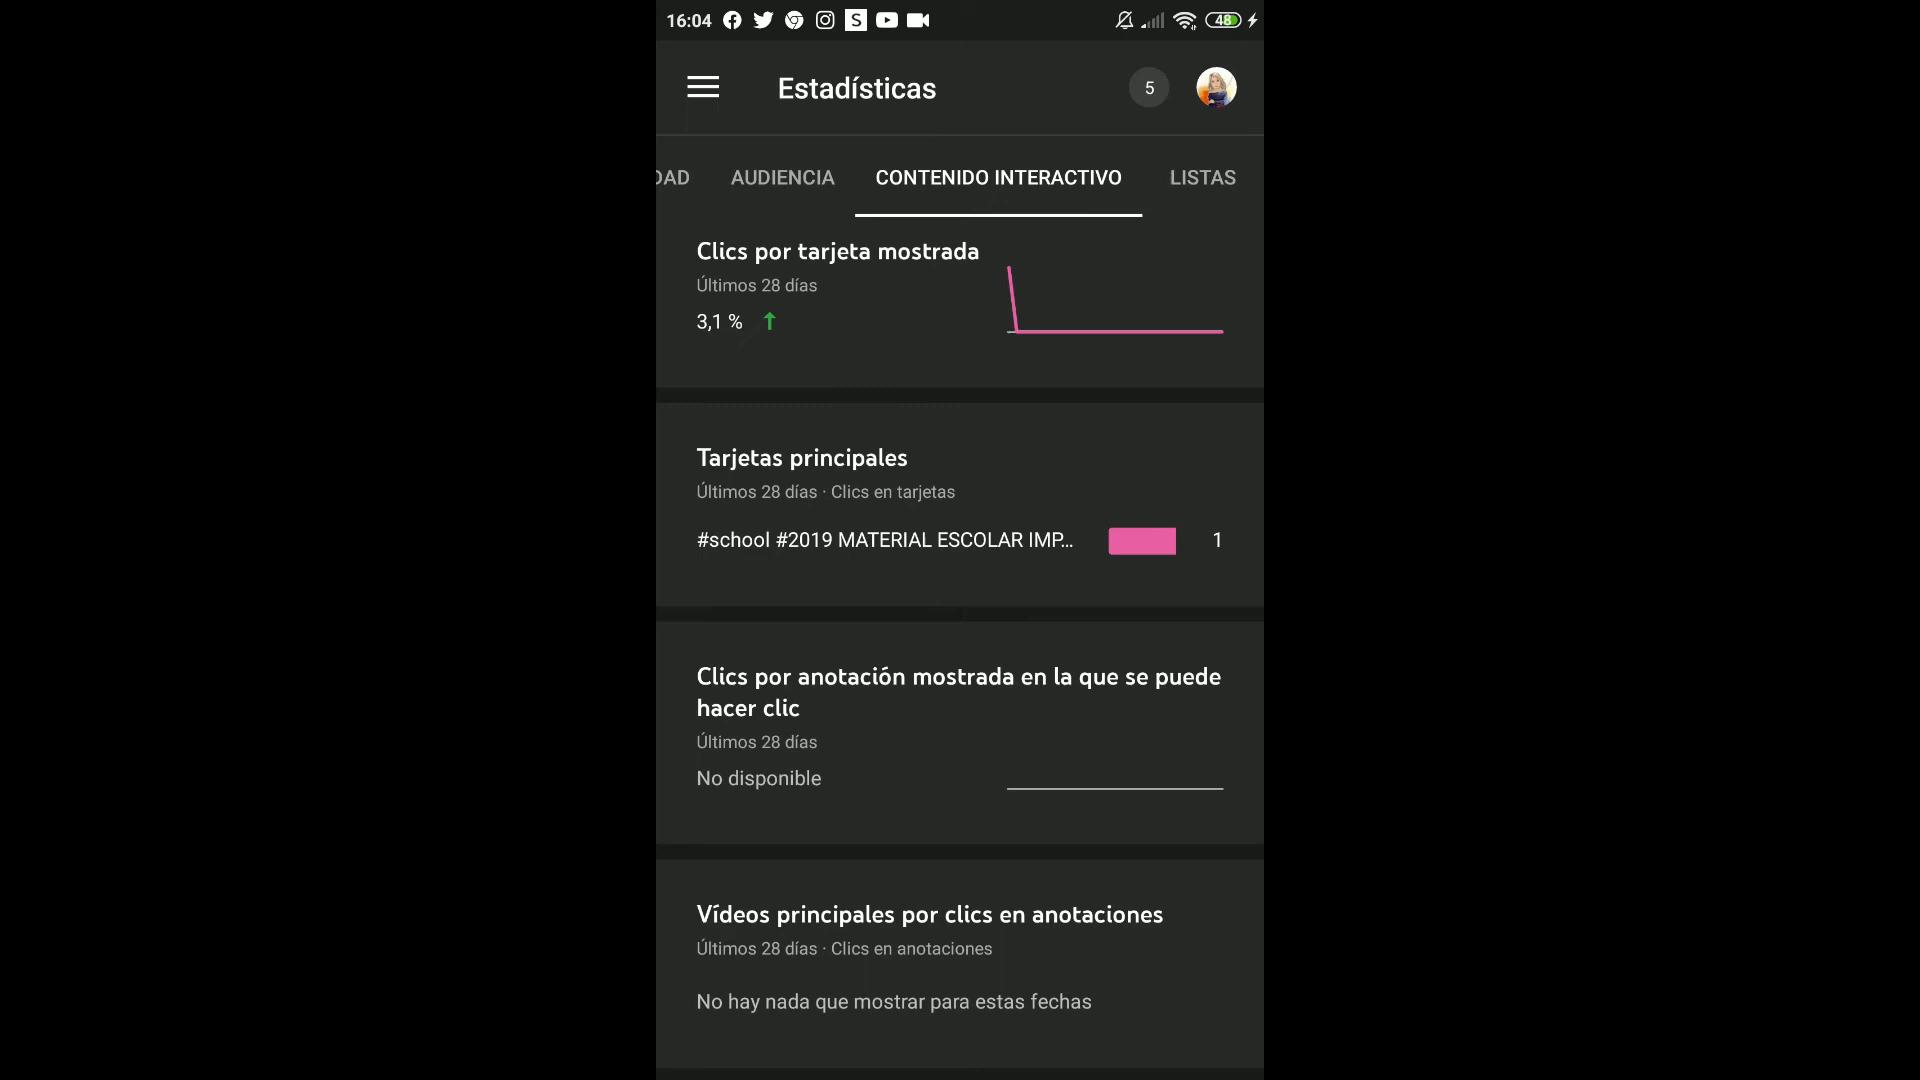 16:04 S 48
Estadísticas 5
DAD AUDIENCIA CONTENIDO INTERACTIVO LISTAS
Clics por tarjeta mostrada
Últimos 28 días
3,1 %
Tarjetas principales
Últimos 28 días · Clics en tarjetas
#school #2019 MATERIAL ESCOLAR IMP... 1
Clics por anotación mostrada en la que se puede
hacer clic
Últimos 28 días
No disponible
Vídeos principales por clics en anotaciones
Últimos 28 días · Clics en anotaciones
No hay nada que mostrar para estas fechas